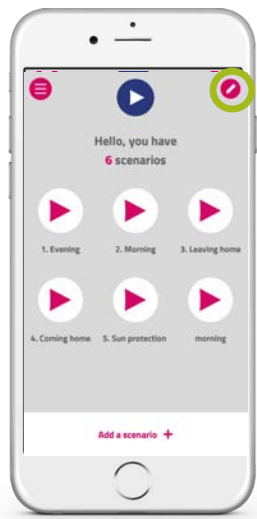 Hello, you have
6 scenarios
1. Evening
2. Morning
3. Leaving home
4. Coming home
5. Sun protection
morning
Add a scenario +